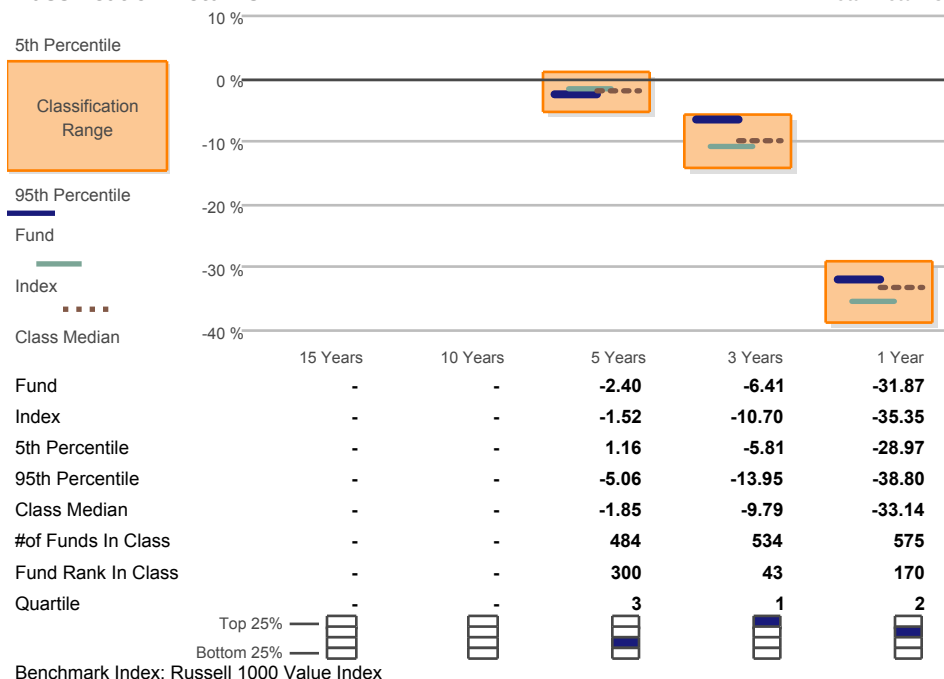 10 %
5th Percentile
0 %
Classification
Range
-10 %
95th Percentile
-20 %
Fund
-30 %
Index
-40 %
Class Median
15 Years 10 Years 5 Years 3 Years 1 Year
Fund - - -2.40 -6.41 -31.87
Index - - -1.52 -10.70 -35.35
5th Percentile - - 1.16 -5.81 -28.97
95th Percentile - - -5.06 -13.95 -38.80
Class Median - - -1.85 -9.79 -33.14
#of Funds In Class - - 484 534 575
Fund Rank In Class - - 300 43 170
Quartile - - 3 1 2
Top 25%
Bottom 25%
Benchmark Index: Russell 1000 Value Index